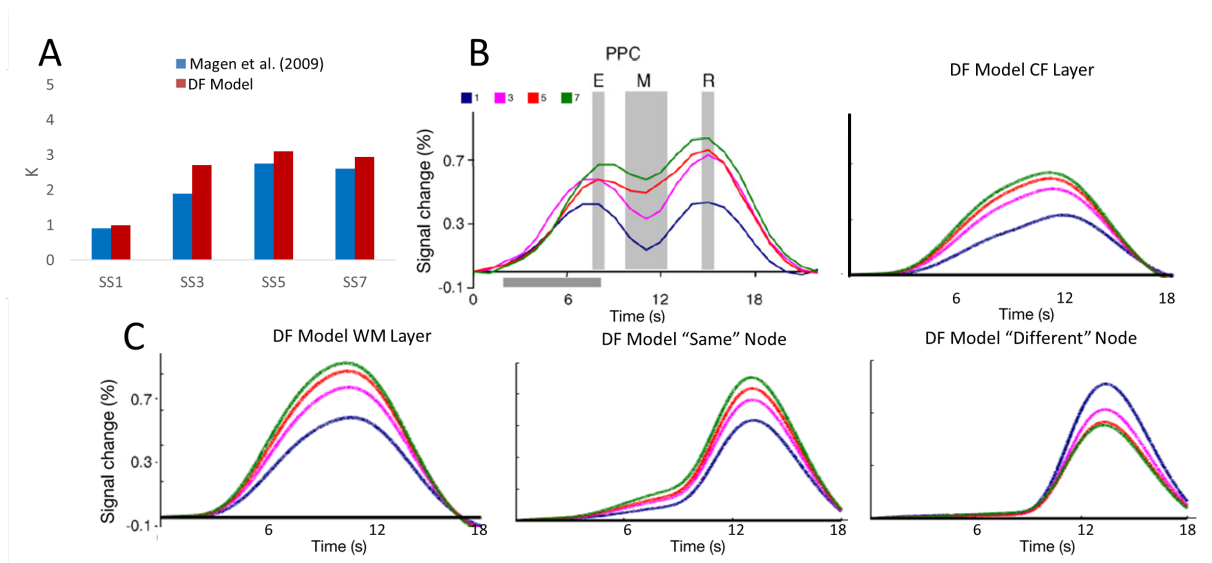 A
Magen et al. (2009)
DF Model
5
4
3
2
1
0
K
SS1 SS3 SS5 SS7
B
PPC
E M R
1 3 5 7
Signal change (%)
0.7
0.3
-0.1
0 6 12 18
Time (s)
DF Model CF Layer
6 12 18
Time (s)
C
DF Model WM Layer
Signal change (%)
0.7
0.3
-0.1
6 12 18
Time (s)
DF Model “Same” Node
6 12 18
Time (s)
DF Model “Different” Node
6 12 18
Time (s)